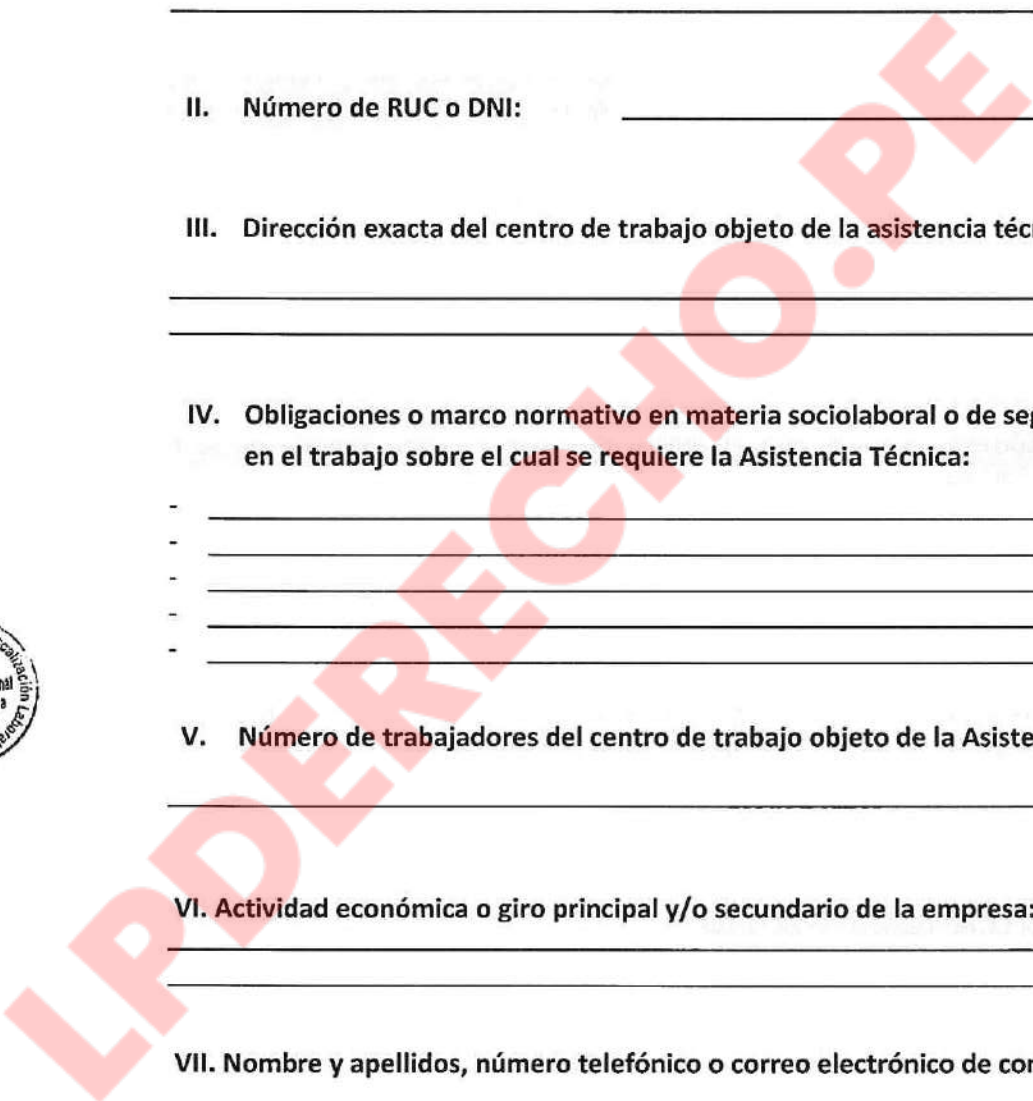 II. Número de RUC o DNI:
III. Dirección exacta del centro de trabajo objeto de la asistencia téc
IV. Obligaciones o marco normativo en materia sociolaboral o de se
en el trabajo sobre el cual se requiere la Asistencia Técnica:
-
-
-
-
-
V. Número de trabajadores del centro de trabajo objeto de la Asiste
VI. Actividad económica o giro principal y/o secundario de la empresa:
VII. Nombre y apellidos, número telefónico o correo electrónico de co
LPDERECHO.PE
calización Laboral